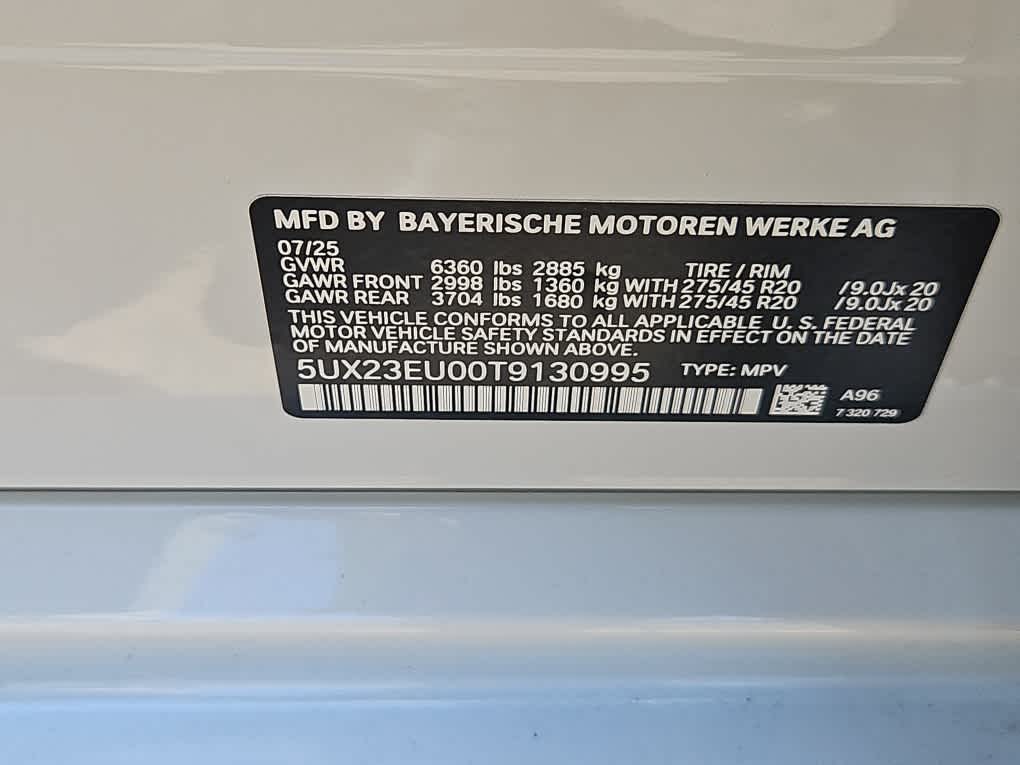 MFD BY BAYERISCHE MOTOREN WERKE AG
07/25
GVWR 6360 lbs 2885 kg TIRE / RIM
GAWR FRONT 2998 lbs 1360 kg WITH 275/45 R20 /9.0Jx20
GAWR REAR 3704 lbs 1680 kg WITH 275/45 R20 /9.0Jx20
THIS VEHICLE CONFORMS TO ALL APPLICABLE U. S. FEDERAL
MOTOR VEHICLE SAFETY STANDARDS IN EFFECT ON THE DATE
OF MANUFACTURE SHOWN ABOVE.
5UX23EU00T9130995 TYPE: MPV
A96
7 320 729